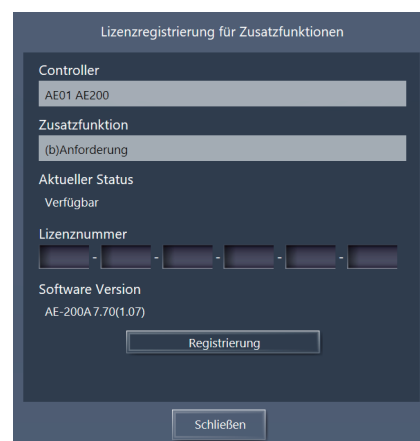 Lizenzregistrierung für Zusatzfunktionen
Controller
AE01 AE200
Zusatzfunktion
(b)Anforderung
Aktueller Status
Verfügbar
Lizenznummer
- - - - -
Software Version
AE-200A 7.70(1.07)
Registrierung
Schließen